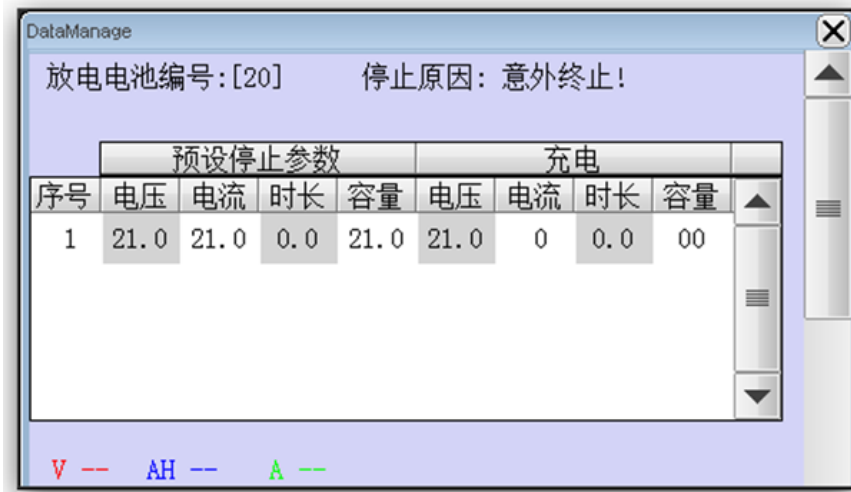 DataManage
放电电池编号:[20] 停止原因: 意外终止!
预设停止参数 充电
序号 电压 电流 时长 容量 电压 电流 时长 容量
1 21.0 21.0 0.0 21.0 21.0 0 0.0 00
V -- AH -- A --